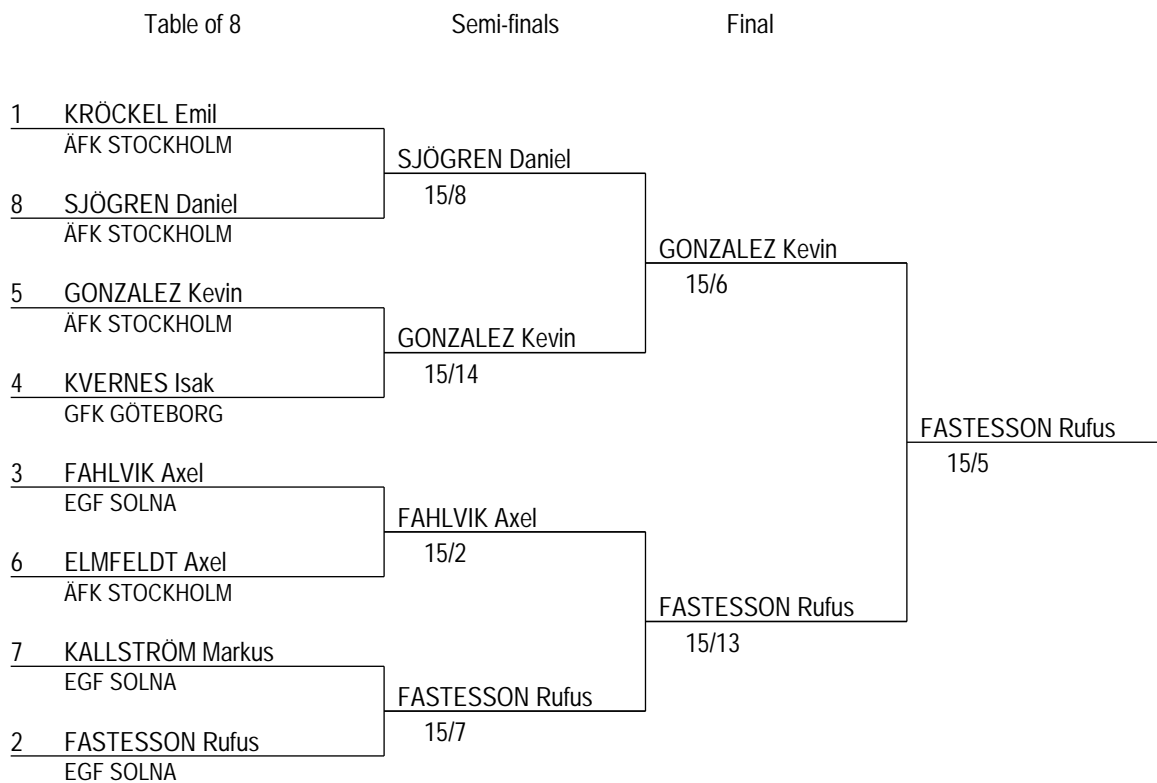 Table of 8 Semi-finals Final
1 KRÖCKEL Emil
ÄFK STOCKHOLM
SJÖGREN Daniel
15/8
8 SJÖGREN Daniel
ÄFK STOCKHOLM
GONZALEZ Kevin
15/6
5 GONZALEZ Kevin
ÄFK STOCKHOLM
GONZALEZ Kevin
15/14
4 KVERNES Isak
GFK GÖTEBORG
FASTESSON Rufus
15/5
3 FAHLVIK Axel
EGF SOLNA
FAHLVIK Axel
15/2
6 ELMFELDT Axel
ÄFK STOCKHOLM
FASTESSON Rufus
15/13
7 KALLSTRÖM Markus
EGF SOLNA
FASTESSON Rufus
15/7
2 FASTESSON Rufus
EGF SOLNA